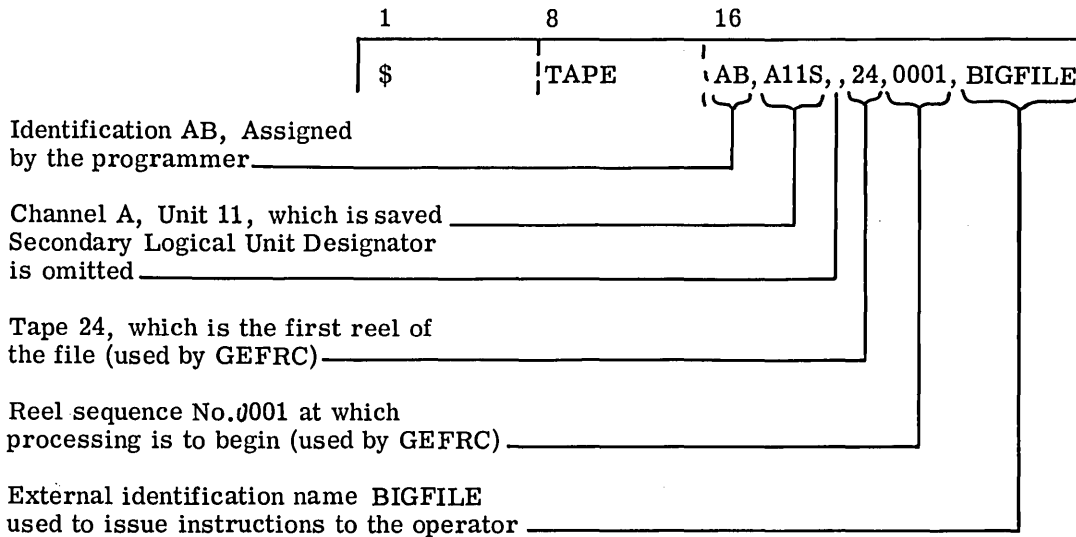 1 8 16
$ TAPE AB, A11S, ,24,0001, BIGFILE
Identification AB, Assigned
by the programmer
Channel A, Unit 11, which is saved
Secondary Logical Unit Designator
is omitted
Tape 24, which is the first reel of
the file (used by GEFRC)
Reel sequence No.0001 at which
processing is to begin (used by GEFRC)
External identification name BIGFILE
used to issue instructions to the operator